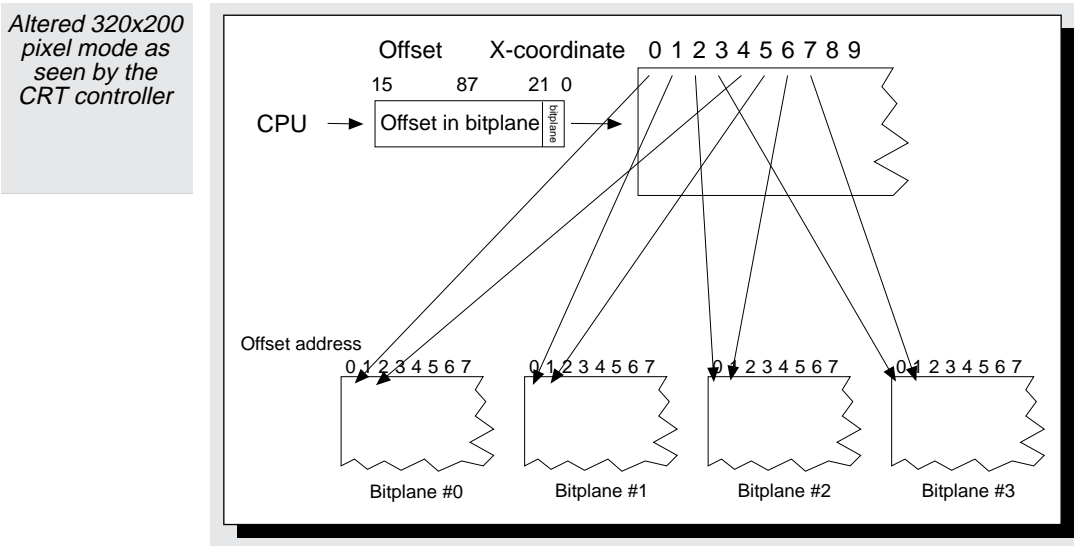 Altered 320x200
pixel mode as
seen by the
CRT controller
Offset X-coordinate 0 1 2 3 4 5 6 7 8 9
15 87 21 0
CPU Offset in bitplane bitplane
Offset address
0 1 2 3 4 5 6 7 0 1 2 3 4 5 6 7 0 1 2 3 4 5 6 7 0 1 2 3 4 5 6 7
Bitplane #0 Bitplane #1 Bitplane #2 Bitplane #3